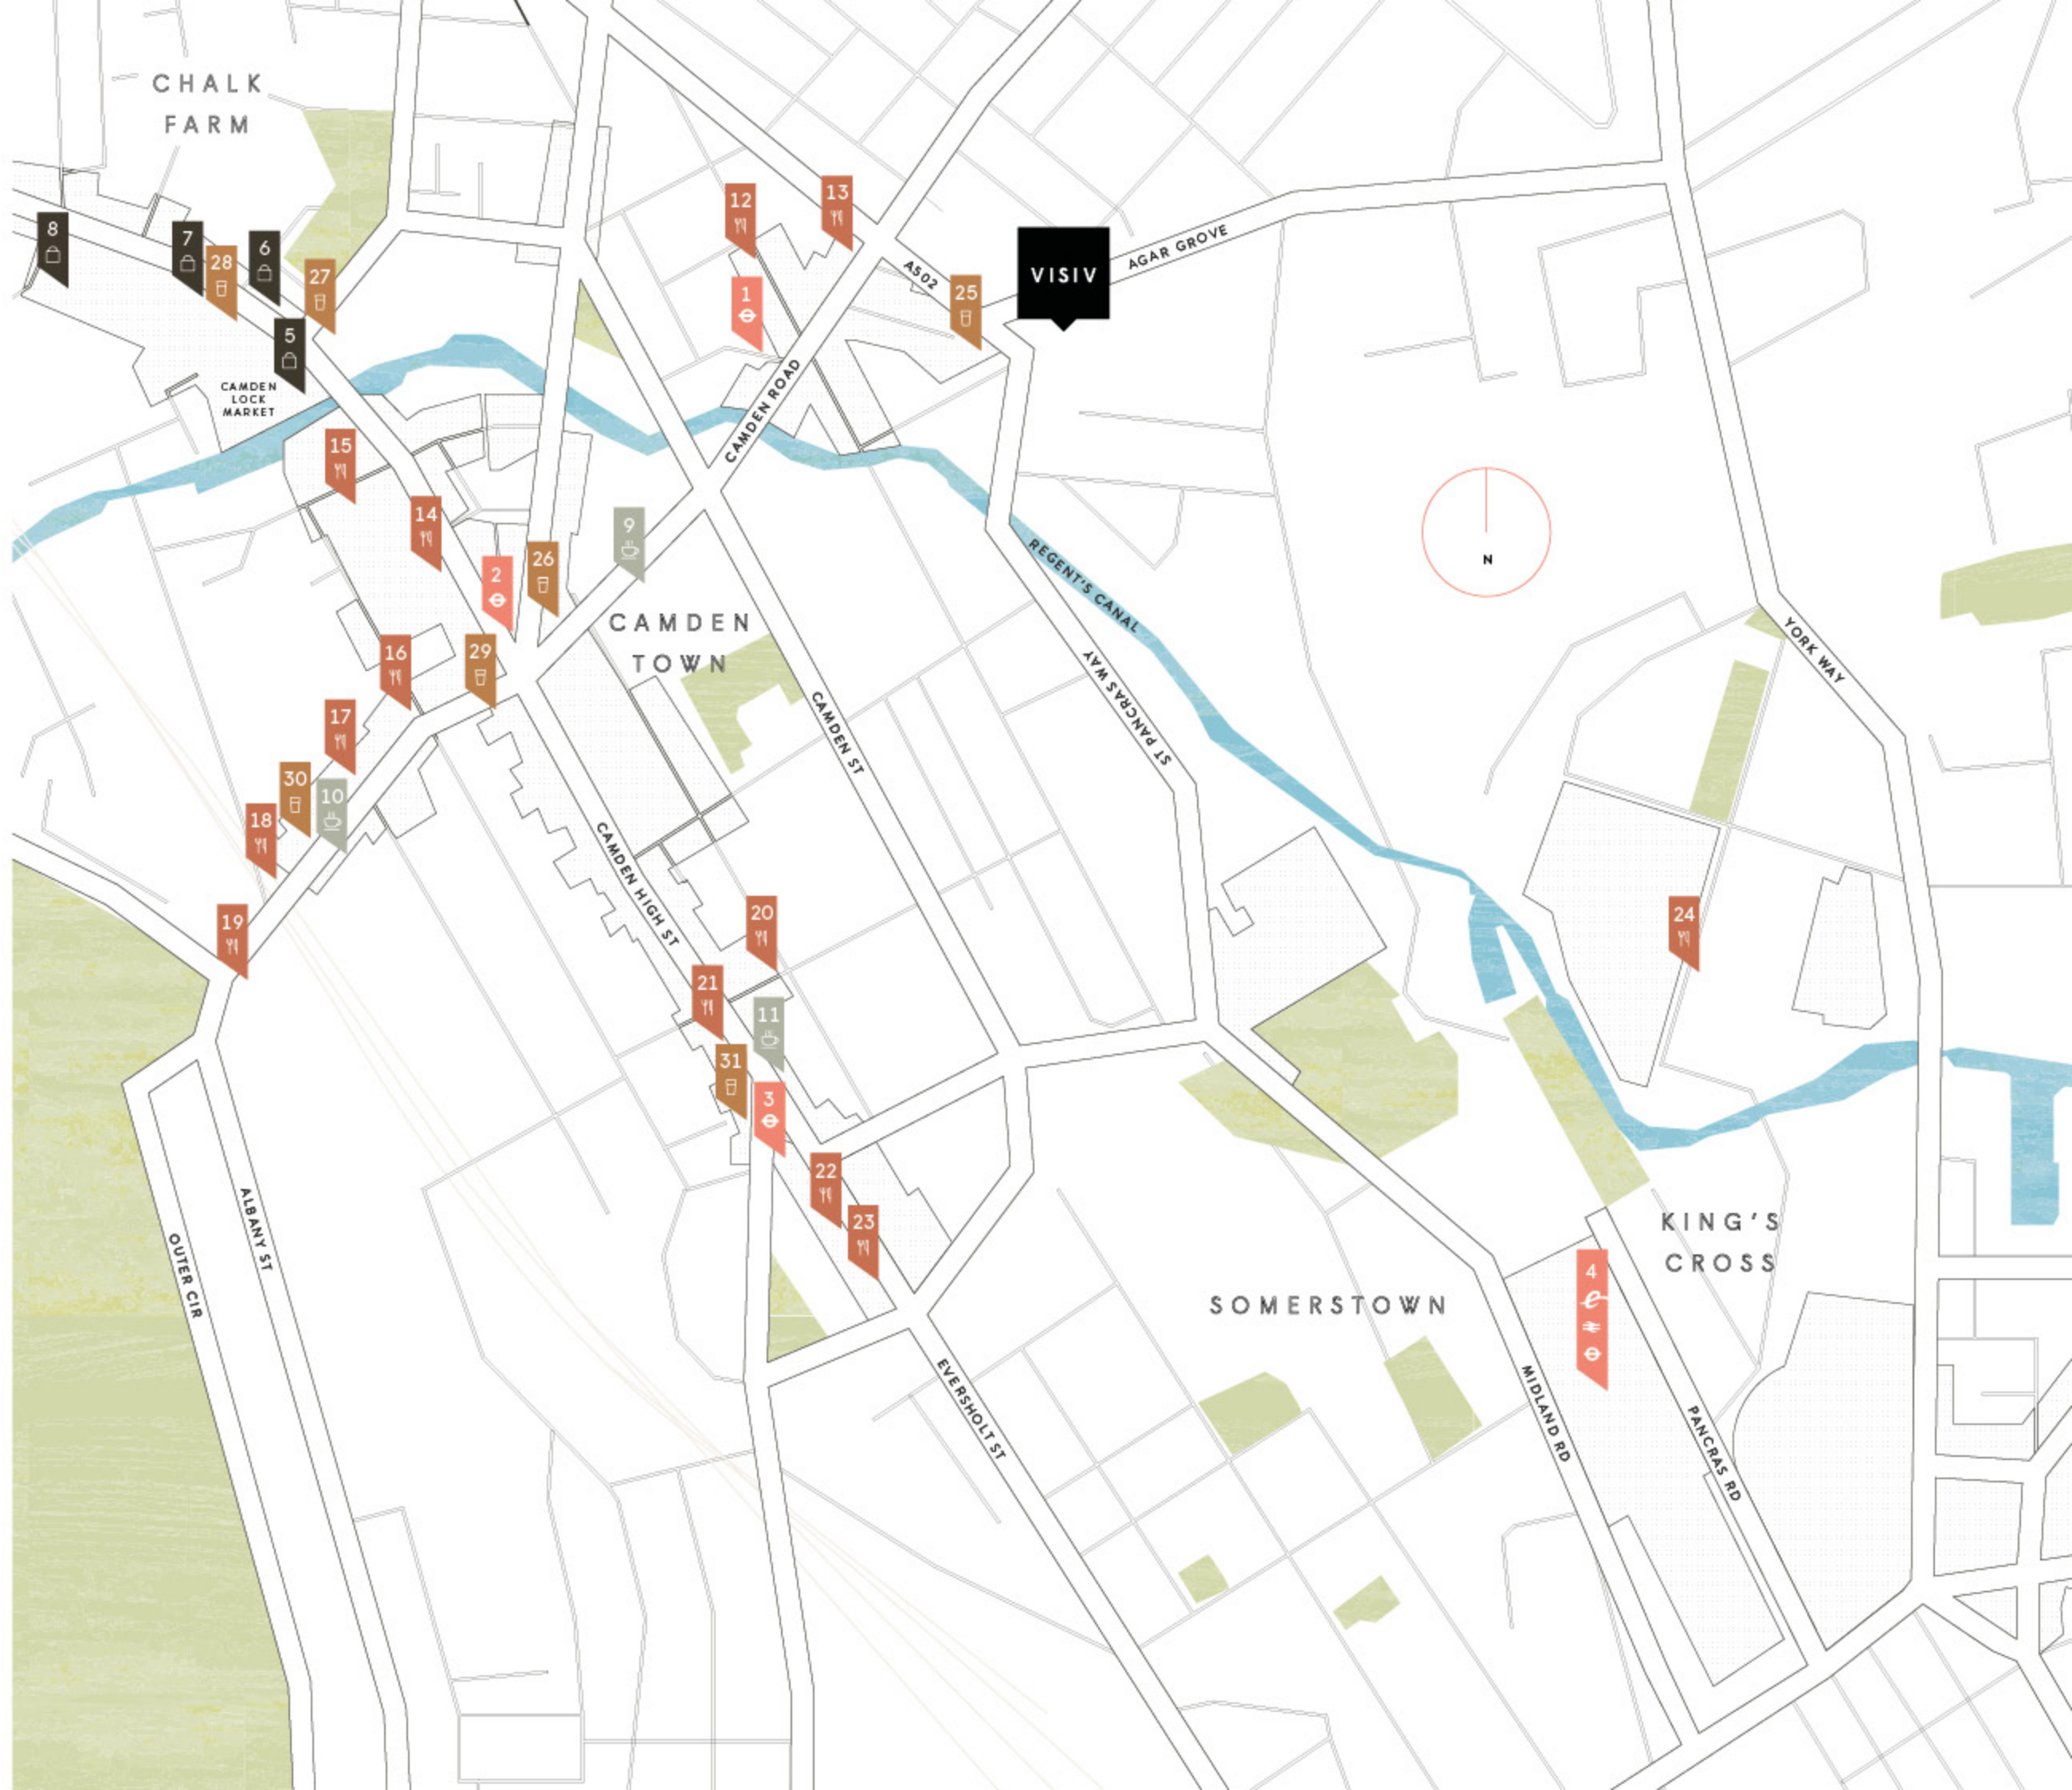 CHALK
FARM
8
7
28
6
27
5
CAMDEN
LOCK
MARKET
12
13
1
A502
25
VISIV
AGAR GROVE
CAMDEN ROAD
15
14
2
26
9
CAMDEN
TOWN
N
REGENT'S CANAL
ST PANCRAS WAY
YORK WAY
16
29
17
30
10
18
19
CAMDEN ST
CAMDEN HIGH ST
20
21
11
31
3
22
23
24
ALBANY ST
OUTER CIR
KING'S
CROSS
SOMERSTOWN
4
EVERSHOLT ST
MIDLAND RD
PANCRAS RD